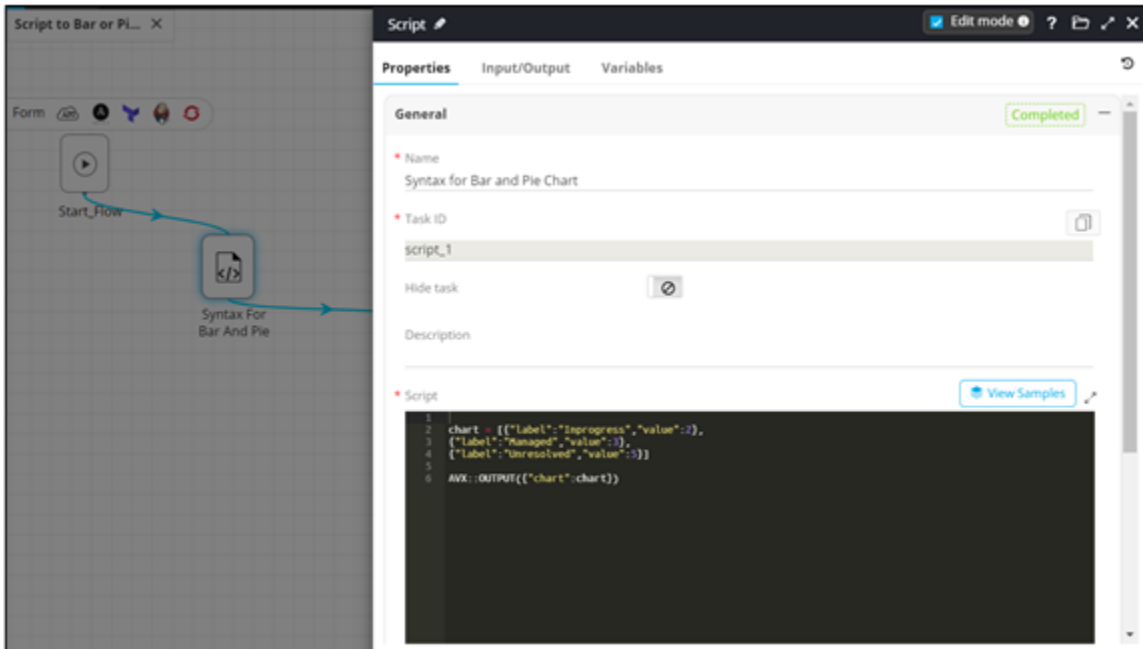 Script to Bar or Pi...
Script
Edit mode
Properties
Input/Output
Variables
Form
General
Completed
* Name
Syntax for Bar and Pie Chart
Start_Flow
* Task ID
script_1
Hide task
Syntax For
Bar And Pie
Description
* Script
View Samples
1
2 chart = [{"label":"Inprogress","value":2},
3 {"label":"Managed","value":3},
4 {"label":"Unresolved","value":5}]
5
6 AVX::OUTPUT({"chart":chart})